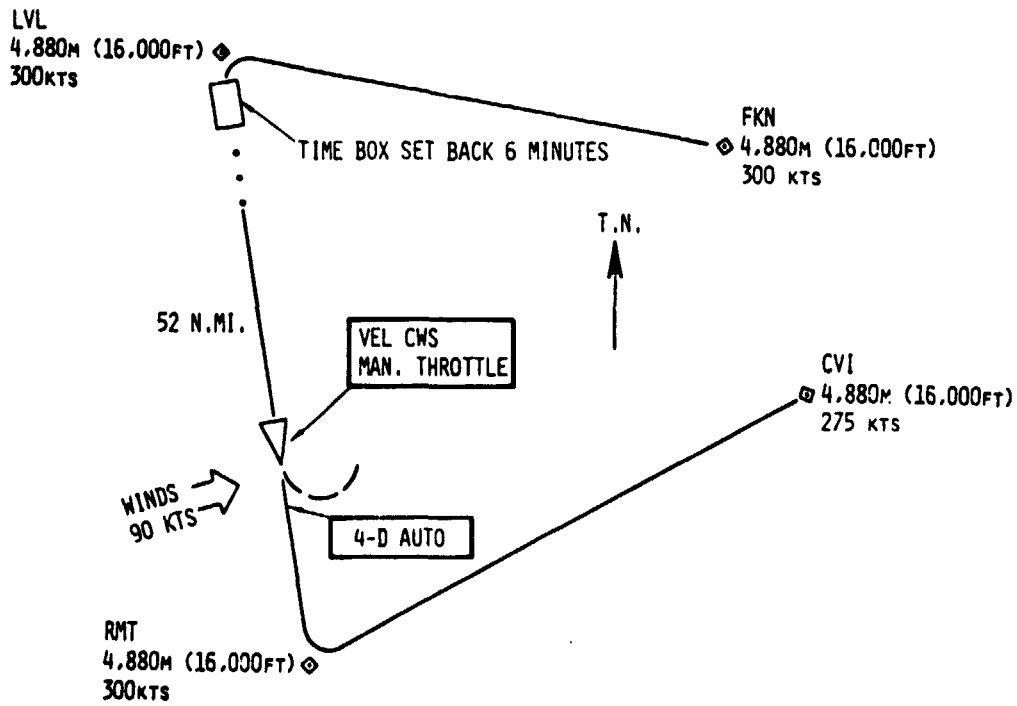 LVL
4,880M (16,000FT)
300KTS
FKN
4,880M (16,000FT)
300 KTS
TIME BOX SET BACK 6 MINUTES
T.N.
52 N.MI.
VEL CWS
MAN. THROTTLE
CVI
4,880M (16,000FT)
275 KTS
WINDS
90 KTS
4-D AUTO
RMT
4,880M (16,000FT)
300KTS